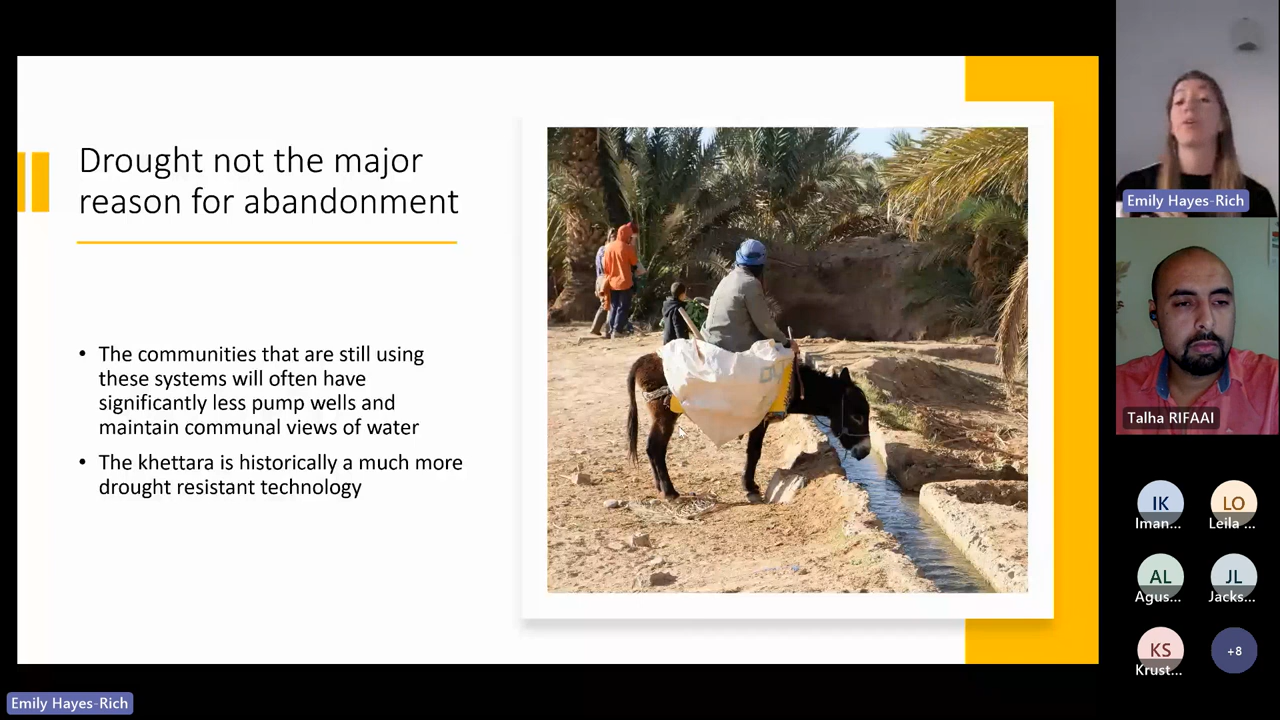 Drought not the major
reason for abandonment
• The communities that are still using
these systems will often have
significantly less pump wells and
maintain communal views of water
• The khettara is historically a much more
drought resistant technology
Emily Hayes-Rich
Talha RIFAAI
IK
Iman...
LO
Leila ...
AL
Agus...
JL
Jacks...
KS
Krust...
+8
Emily Hayes-Rich